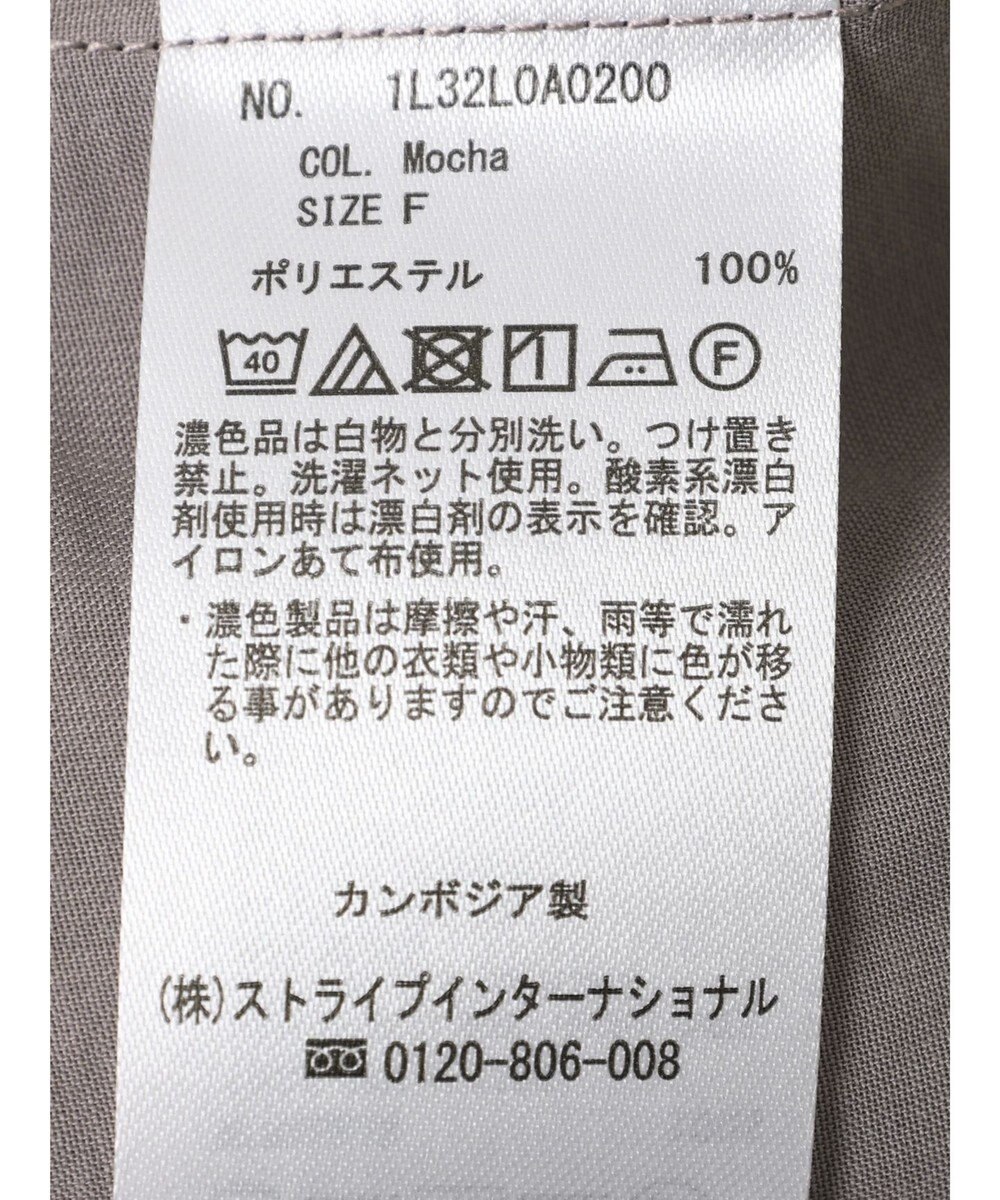 NO. 1L32L0A0200
COL. Mocha
SIZE F
ポリエステル 100%
40 F
濃色品は白物と分別洗い。つけ置き
禁止。洗濯ネット使用。酸素系漂白
剤使用時は漂白剤の表示を確認。ア
イロンあて布使用。
・濃色製品は摩擦や汗、雨等で濡れ
た際に他の衣類や小物類に色が移
る事がありますのでご注意くださ
い。
カンボジア製
(株)ストライプインターナショナル
0120-806-008